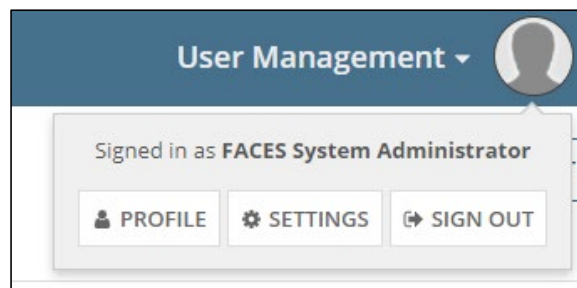 User Management
Signed in as FACES System Administrator
PROFILE SETTINGS SIGN OUT